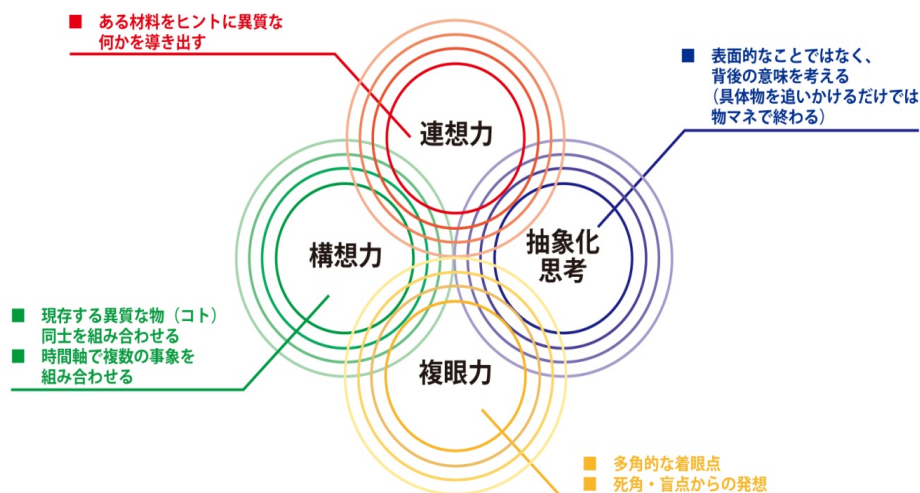 ■ ある材料をヒントに異質な
何かを導き出す
■ 表面的なことではなく、
背後の意味を考える
(具体物を追いかけるだけでは
物マネで終わる)
連想力
構想力
抽象化
思考
■ 現存する異質な物（コト）
同士を組み合わせる
■ 時間軸で複数の事象を
組み合わせる
複眼力
■ 多角的な着眼点
■ 死角・盲点からの発想